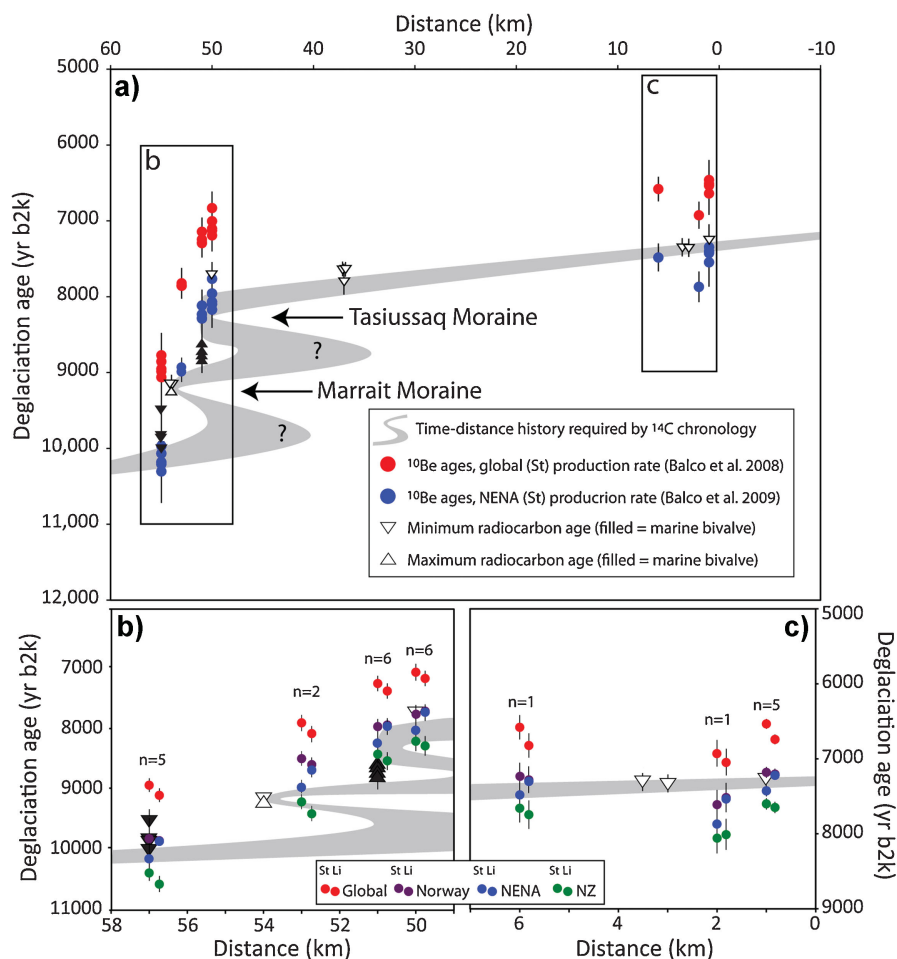 Distance (km)
60 50 40 30 20 10 0 -10
a)
5000
6000
7000
8000
9000
10,000
11,000
12,000
Deglaciation age (yr b2k)
b
c
Tasiussaq Moraine
?
Marrait Moraine
?
Time-distance history required by ¹⁴C chronology
¹⁰Be ages, global (St) production rate (Balco et al. 2008)
¹⁰Be ages, NENA (St) producrion rate (Balco et al. 2009)
Minimum radiocarbon age (filled = marine bivalve)
Maximum radiocarbon age (filled = marine bivalve)
b)
7000
8000
9000
10000
11000
Deglaciation age (yr b2k)
n=5
n=2
n=6
n=6
58 56 54 52 50
Distance (km)
c)
5000
6000
7000
8000
9000
Deglaciation age (yr b2k)
n=1
n=1
n=5
6 4 2 0
Distance (km)
St Li St Li St Li St Li
Global Norway NENA NZ